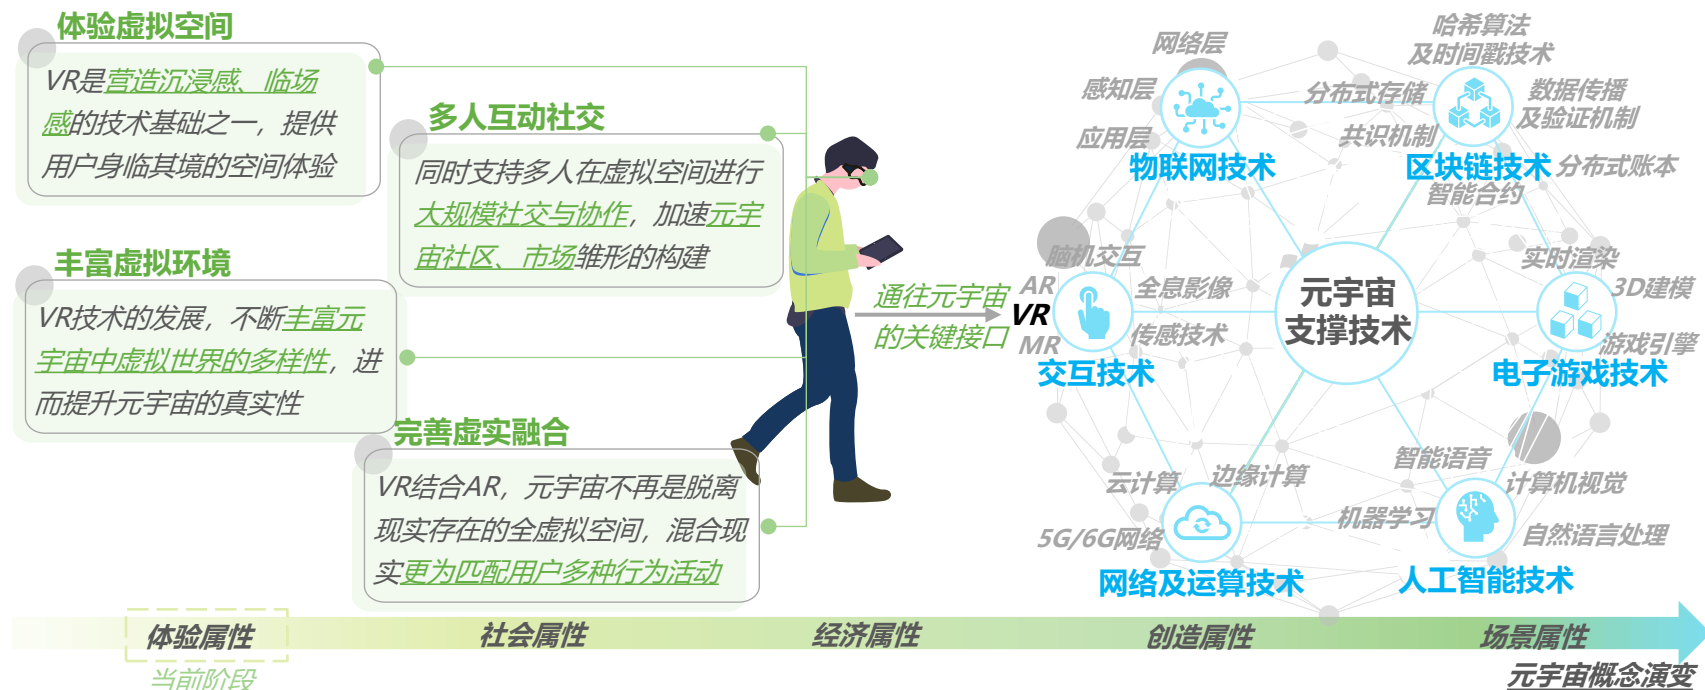 体验虚拟空间
VR是营造沉浸感、临场
感的技术基础之一，提供
用户身临其境的空间体验
多人互动社交
同时支持多人在虚拟空间进行
大规模社交与协作，加速元宇
宙社区、市场雏形的构建
丰富虚拟环境
VR技术的发展，不断丰富元
宇宙中虚拟世界的多样性，进
而提升元宇宙的真实性
完善虚实融合
VR结合AR，元宇宙不再是脱离
现实存在的全虚拟空间，混合现
实更为匹配用户多种行为活动
通往元宇宙
的关键接口
网络层
感知层
应用层
物联网技术
哈希算法
及时间戳技术
分布式存储
共识机制
数据传播
及验证机制
区块链技术
分布式账本
智能合约
脑机交互
AR
VR
MR
全息影像
传感技术
交互技术
元宇宙
支撑技术
实时渲染
3D建模
游戏引擎
电子游戏技术
云计算
边缘计算
5G/6G网络
网络及运算技术
智能语音
计算机视觉
机器学习
自然语言处理
人工智能技术
体验属性
社会属性
经济属性
创造属性
场景属性
当前阶段
元宇宙概念演变